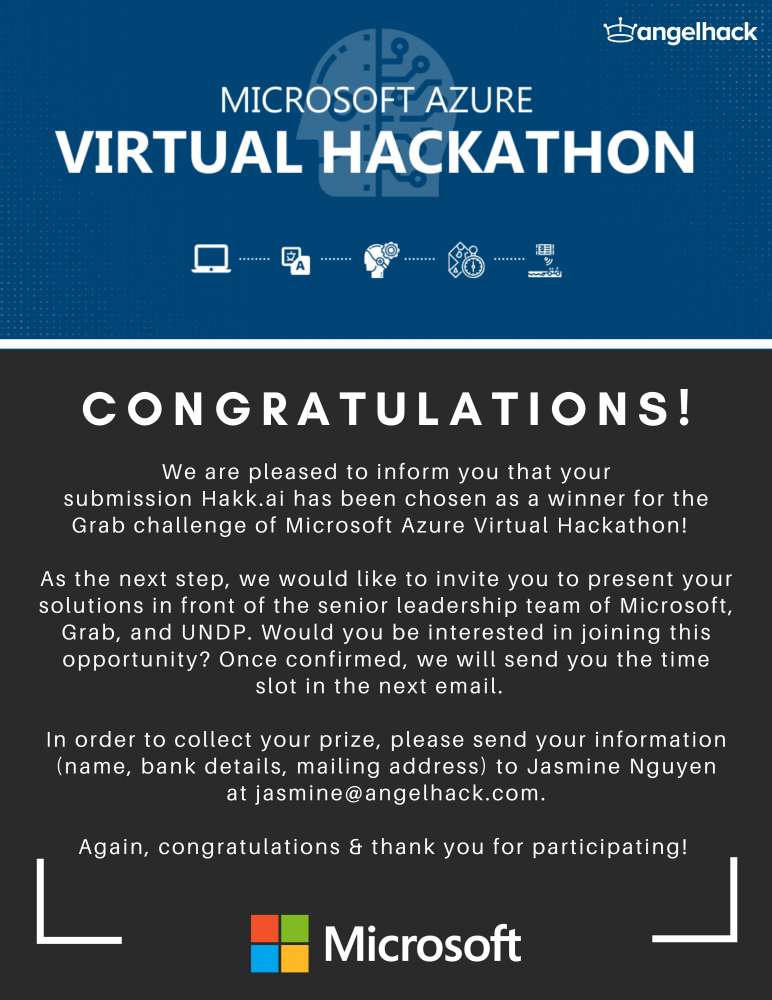 angelhack
MICROSOFT AZURE
VIRTUAL HACKATHON
A
CONGRATULATIONS!
We are pleased to inform you that your
submission Hakk.ai has been chosen as a winner for the
Grab challenge of Microsoft Azure Virtual Hackathon!
As the next step, we would like to invite you to present your
solutions in front of the senior leadership team of Microsoft,
Grab, and UNDP. Would you be interested in joining this
opportunity? Once confirmed, we will send you the time
slot in the next email.
In order to collect your prize, please send your information
(name, bank details, mailing address) to Jasmine Nguyen
at jasmine@angelhack.com.
Again, congratulations & thank you for participating!
Microsoft